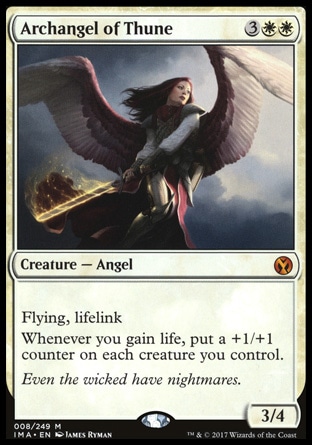 Archangel of Thune 3
Creature — Angel
Flying, lifelink
Whenever you gain life, put a +1/+1
counter on each creature you control.
Even the wicked have nightmares.
008/249 M
IMA • EN JAMES RYMAN
™ & © 2017 Wizards of the Coast
3/4